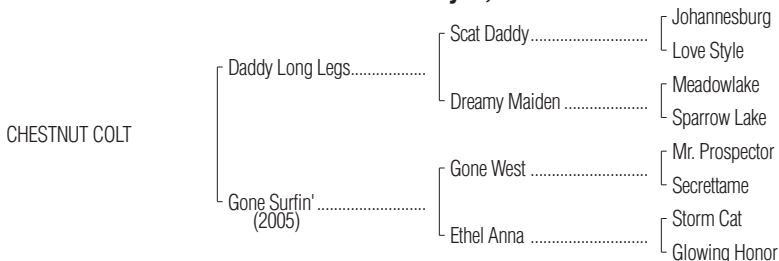 Johannesburg
Scat Daddy
Love Style
Daddy Long Legs
Meadowlake
Dreamy Maiden
Sparrow Lake
CHESTNUT COLT
Mr. Prospector
Gone West
Secrettame
Gone Surfin'
(2005)
Storm Cat
Ethel Anna
Glowing Honor